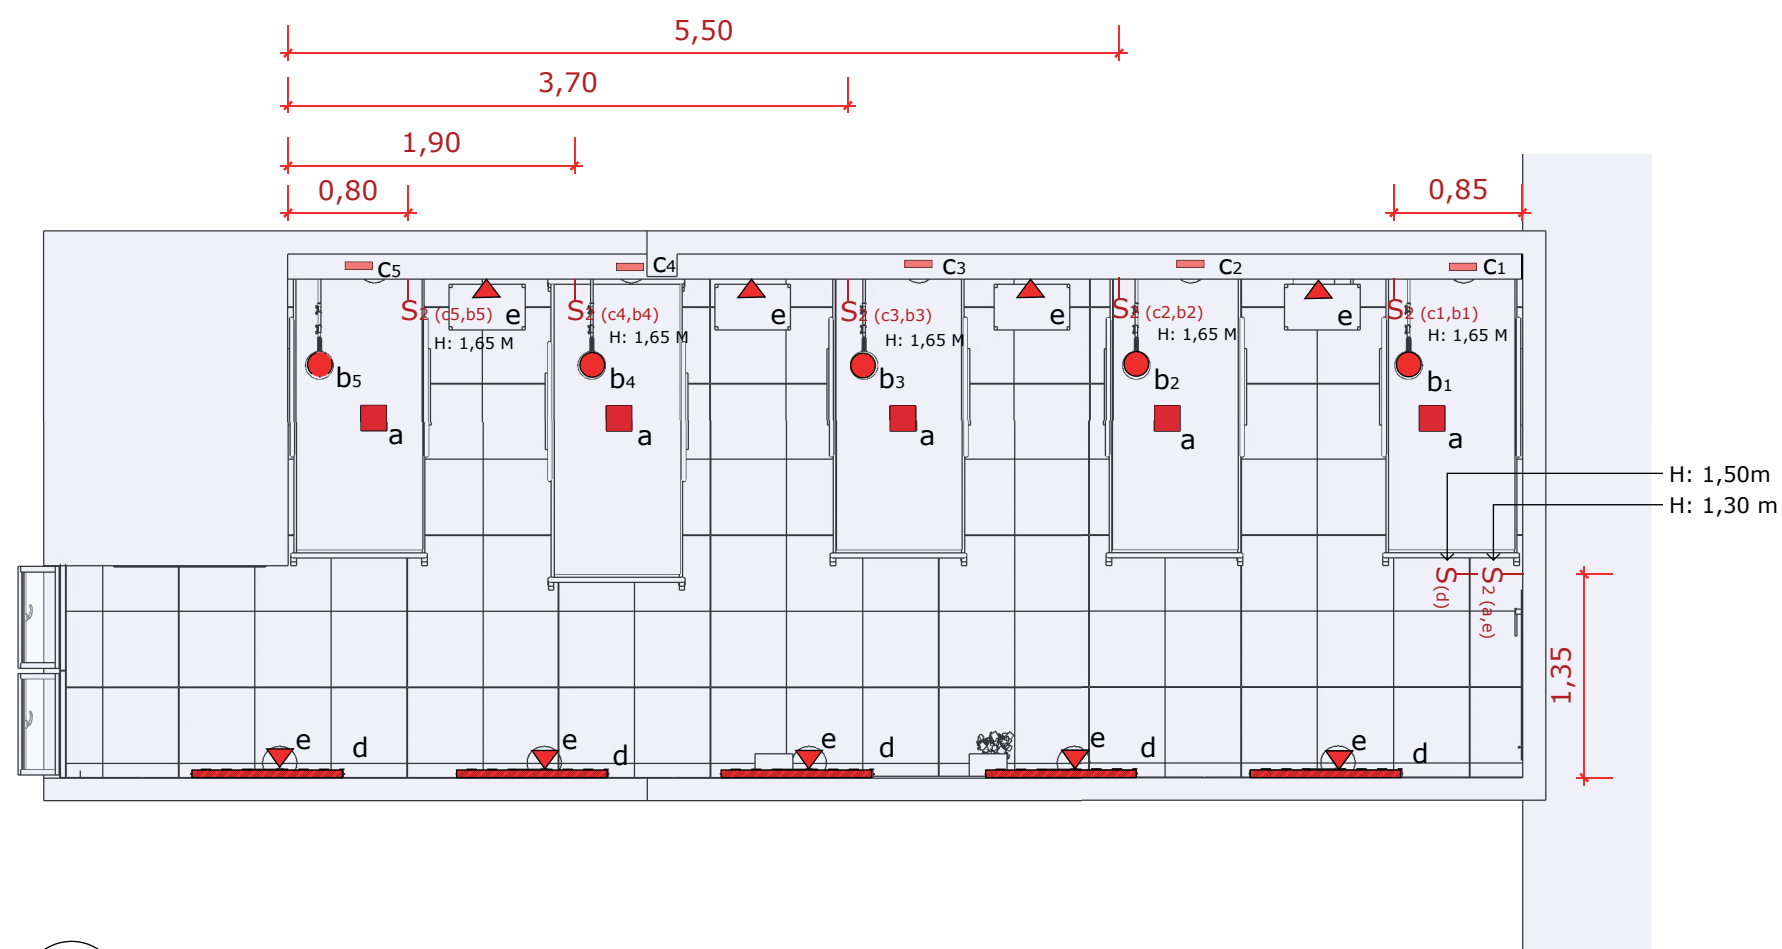 5,50
3,70
1,90
0,80
0,85
c5
c4
c3
c2
c1
S2 (c5,b5)
e
S2 (c4,b4)
e
S2 (c3,b3)
e
S2 (c2,b2)
e
S2 (c1,b1)
H: 1,65 M
H: 1,65 M
H: 1,65 M
H: 1,65 M
H: 1,65 M
b5
b4
b3
b2
b1
a
a
a
a
a
H: 1,50m
H: 1,30 m
S(d)
S2 (a,e)
1,35
e
d
e
d
e
d
e
d
e
d